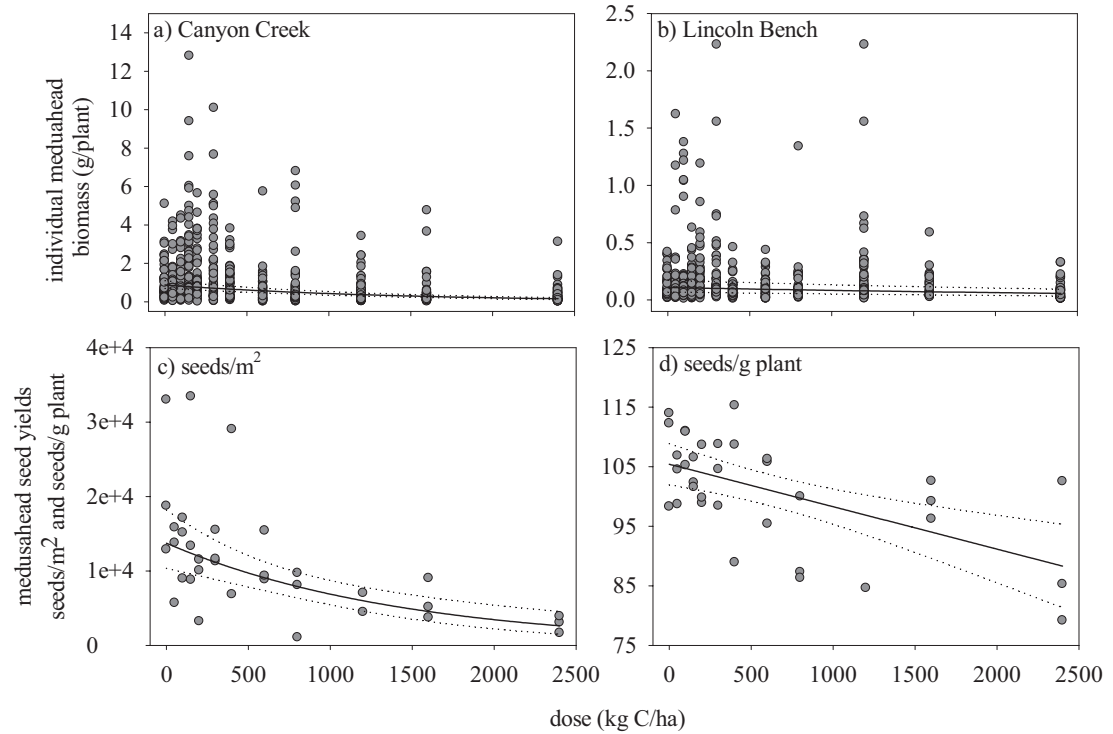 a) Canyon Creek
b) Lincoln Bench
individual meduahead
biomass (g/plant)
14
12
10
8
6
4
2
0
2.5
2.0
1.5
1.0
0.5
0.0
c) seeds/m²
d) seeds/g plant
medusahead seed yields
seeds/m² and seeds/g plant
4e+4
3e+4
2e+4
1e+4
0
125
115
105
95
85
75
0 500 1000 1500 2000 2500
0 500 1000 1500 2000 2500
dose (kg C/ha)